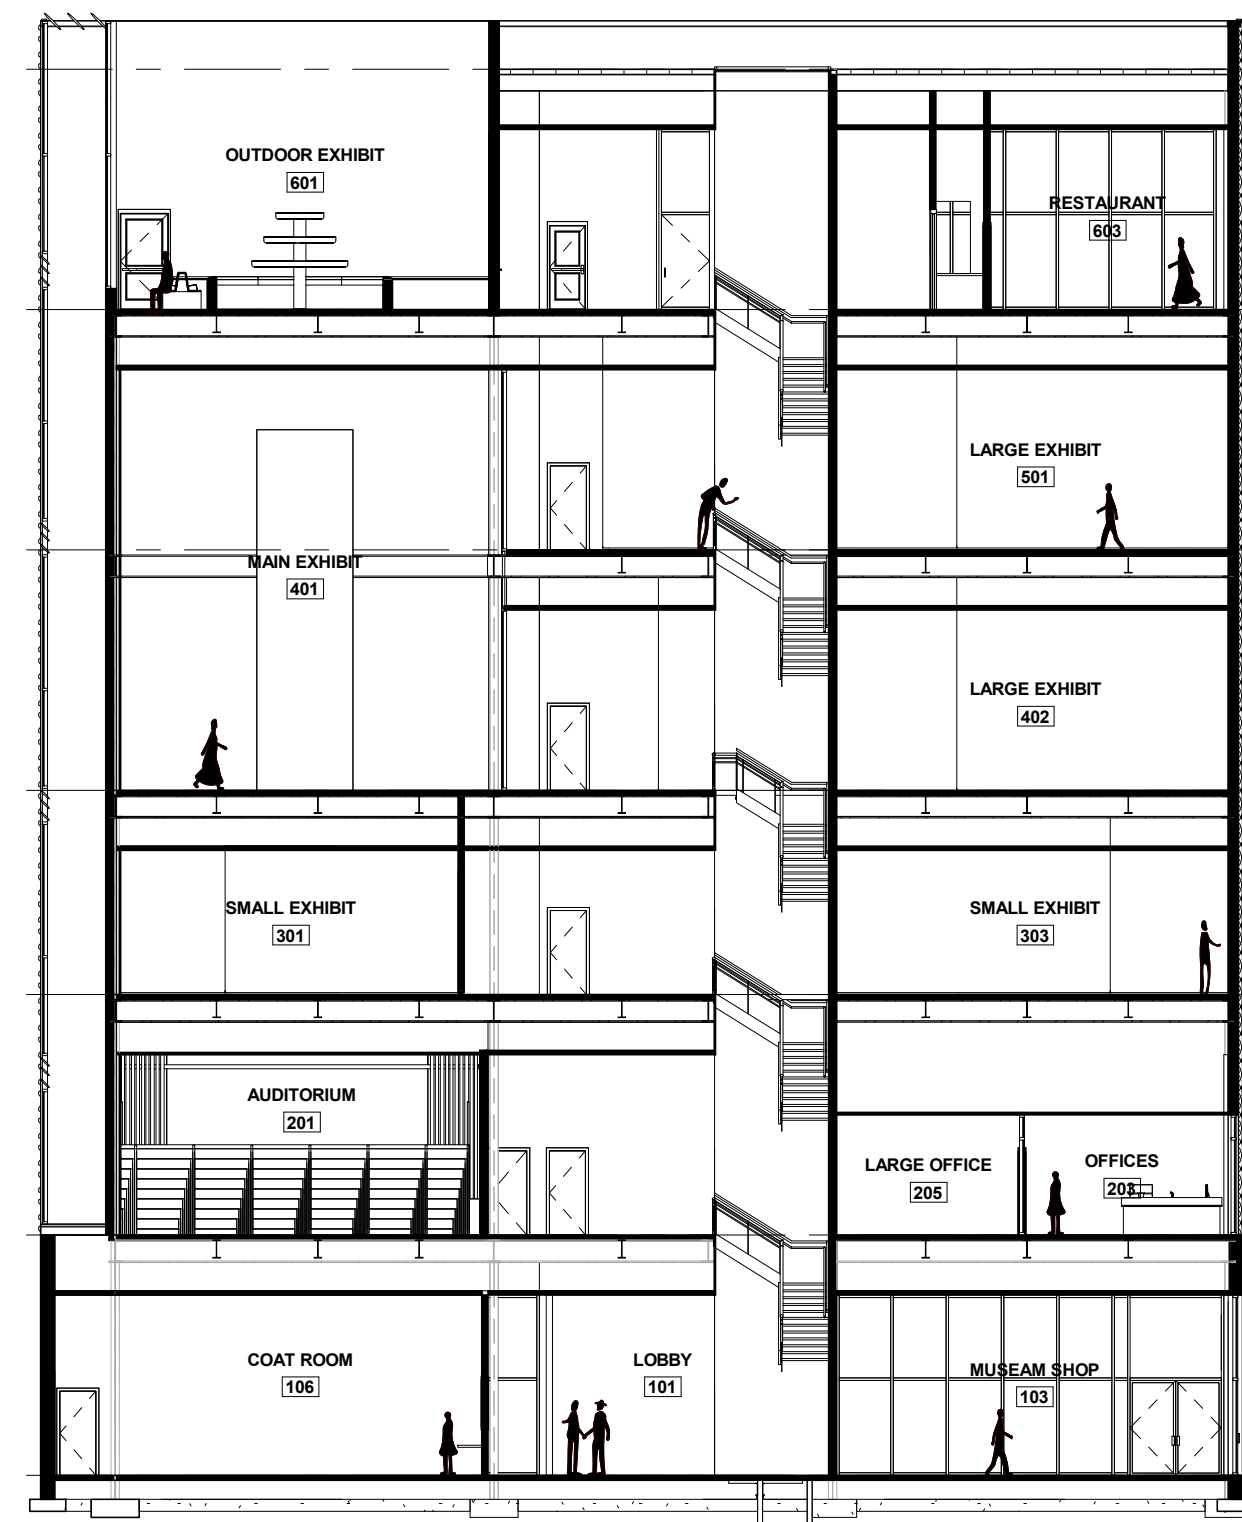 OUTDOOR EXHIBIT
601
RESTAURANT
603
LARGE EXHIBIT
501
MAIN EXHIBIT
401
LARGE EXHIBIT
402
SMALL EXHIBIT
301
SMALL EXHIBIT
303
AUDITORIUM
201
LARGE OFFICE
205
OFFICES
203
COAT ROOM
106
LOBBY
101
MUSEAM SHOP
103